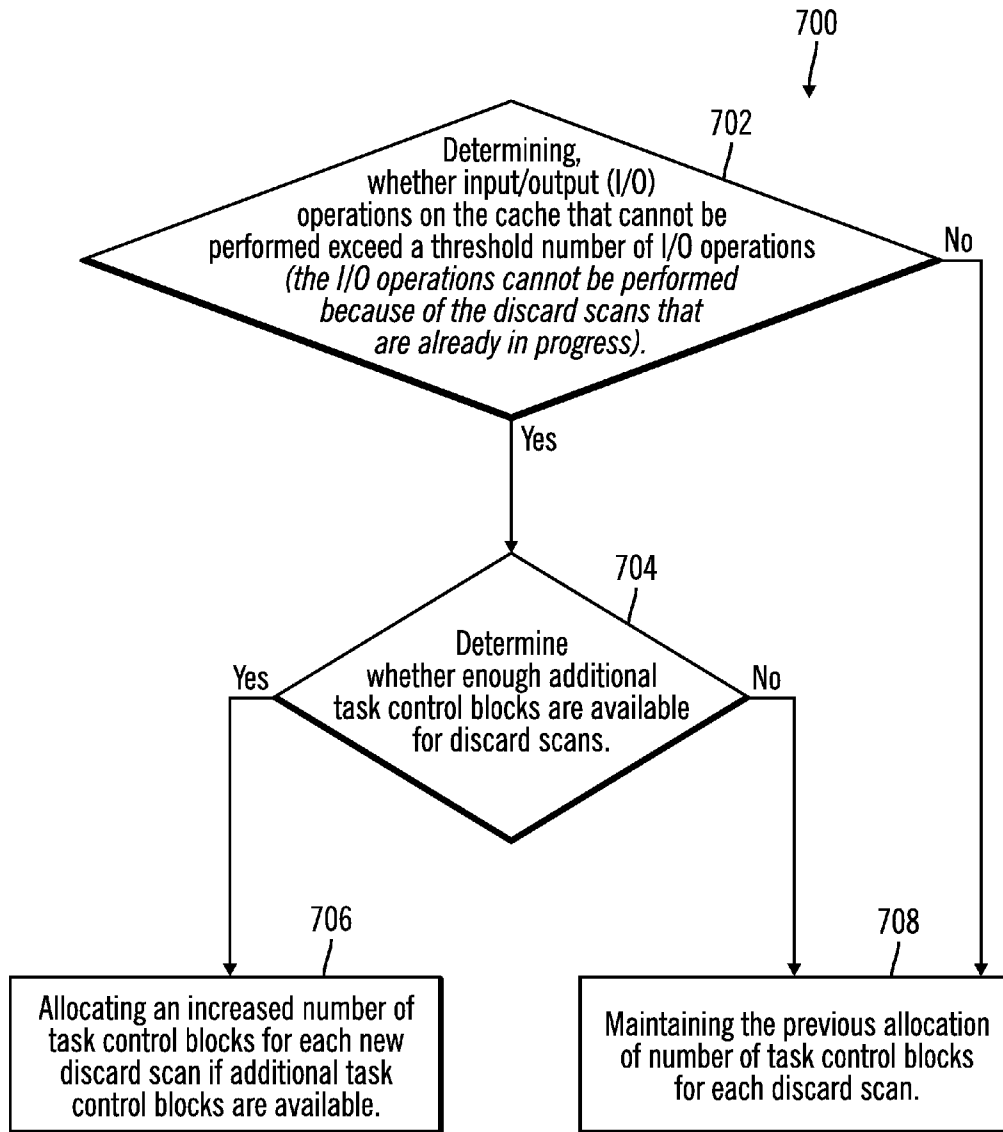 700
702
Determining,
whether input/output (I/O)
operations on the cache that cannot be
performed exceed a threshold number of I/O operations
(the I/O operations cannot be performed
because of the discard scans that
are already in progress).
No
Yes
704
Determine
whether enough additional
task control blocks are available
for discard scans.
Yes
No
706
Allocating an increased number of
task control blocks for each new
discard scan if additional task
control blocks are available.
708
Maintaining the previous allocation
of number of task control blocks
for each discard scan.